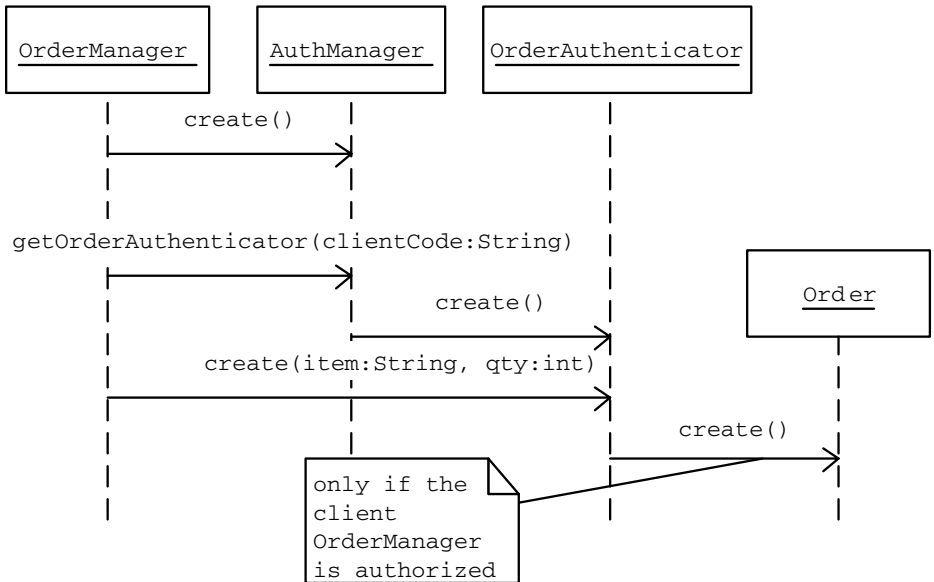 OrderManager
AuthManager
OrderAuthenticator
create()
getOrderAuthenticator(clientCode:String)
Order
create()
create(item:String, qty:int)
create()
only if the
client
OrderManager
is authorized